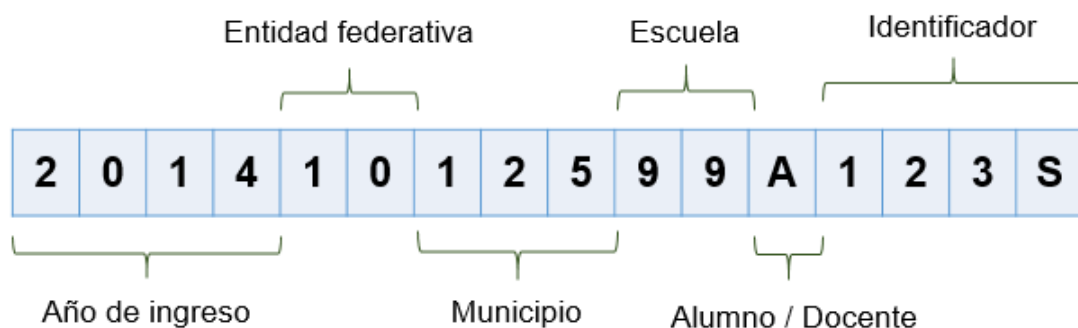 Entidad federativa Escuela Identificador
2 0 1 4 1 0 1 2 5 9 9 A 1 2 3 S
Año de ingreso Municipio Alumno / Docente